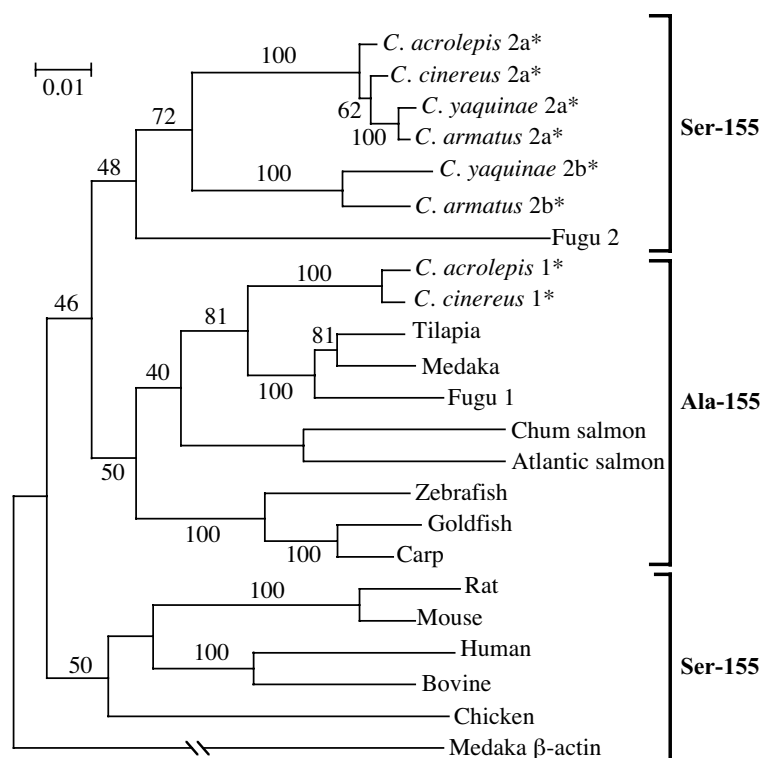 100
C. acrolepis 2a*
0.01
C. cinereus 2a*
62
C. yaquinae 2a*
72
100
C. armatus 2a*
Ser-155
48
100
C. yaquinae 2b*
C. armatus 2b*
Fugu 2
100
C. acrolepis 1*
C. cinereus 1*
46
81
81
Tilapia
40
100
Medaka
Fugu 1
Ala-155
Chum salmon
50
Atlantic salmon
Zebrafish
100
Goldfish
100
Carp
100
Rat
Mouse
50
100
Human
Bovine
Ser-155
Chicken
Medaka β-actin